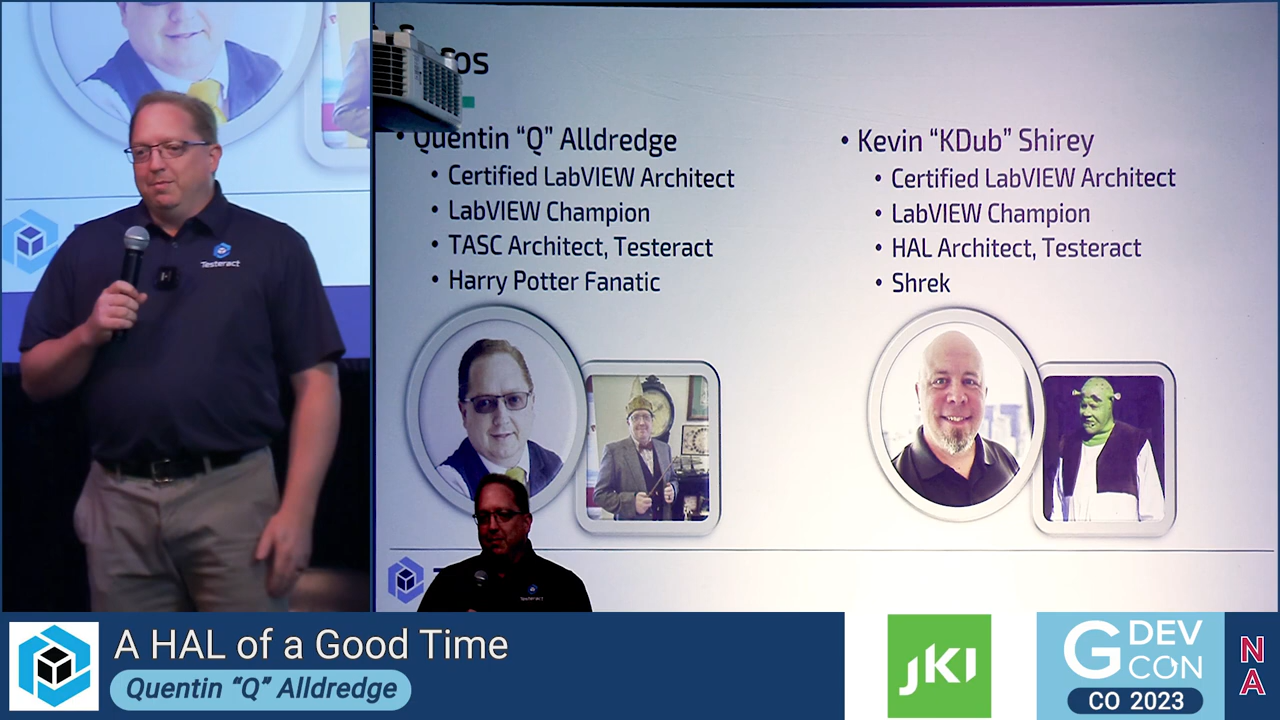 fos
• Quentin “Q” Alldredge
• Certified LabVIEW Architect
• LabVIEW Champion
• TASC Architect, Testeract
• Harry Potter Fanatic
• Kevin “KDub” Shirey
• Certified LabVIEW Architect
• LabVIEW Champion
• HAL Architect, Testeract
• Shrek
Testeract
A HAL of a Good Time
Quentin “Q” Alldredge
JKI
G DEV CON
CO 2023
NA